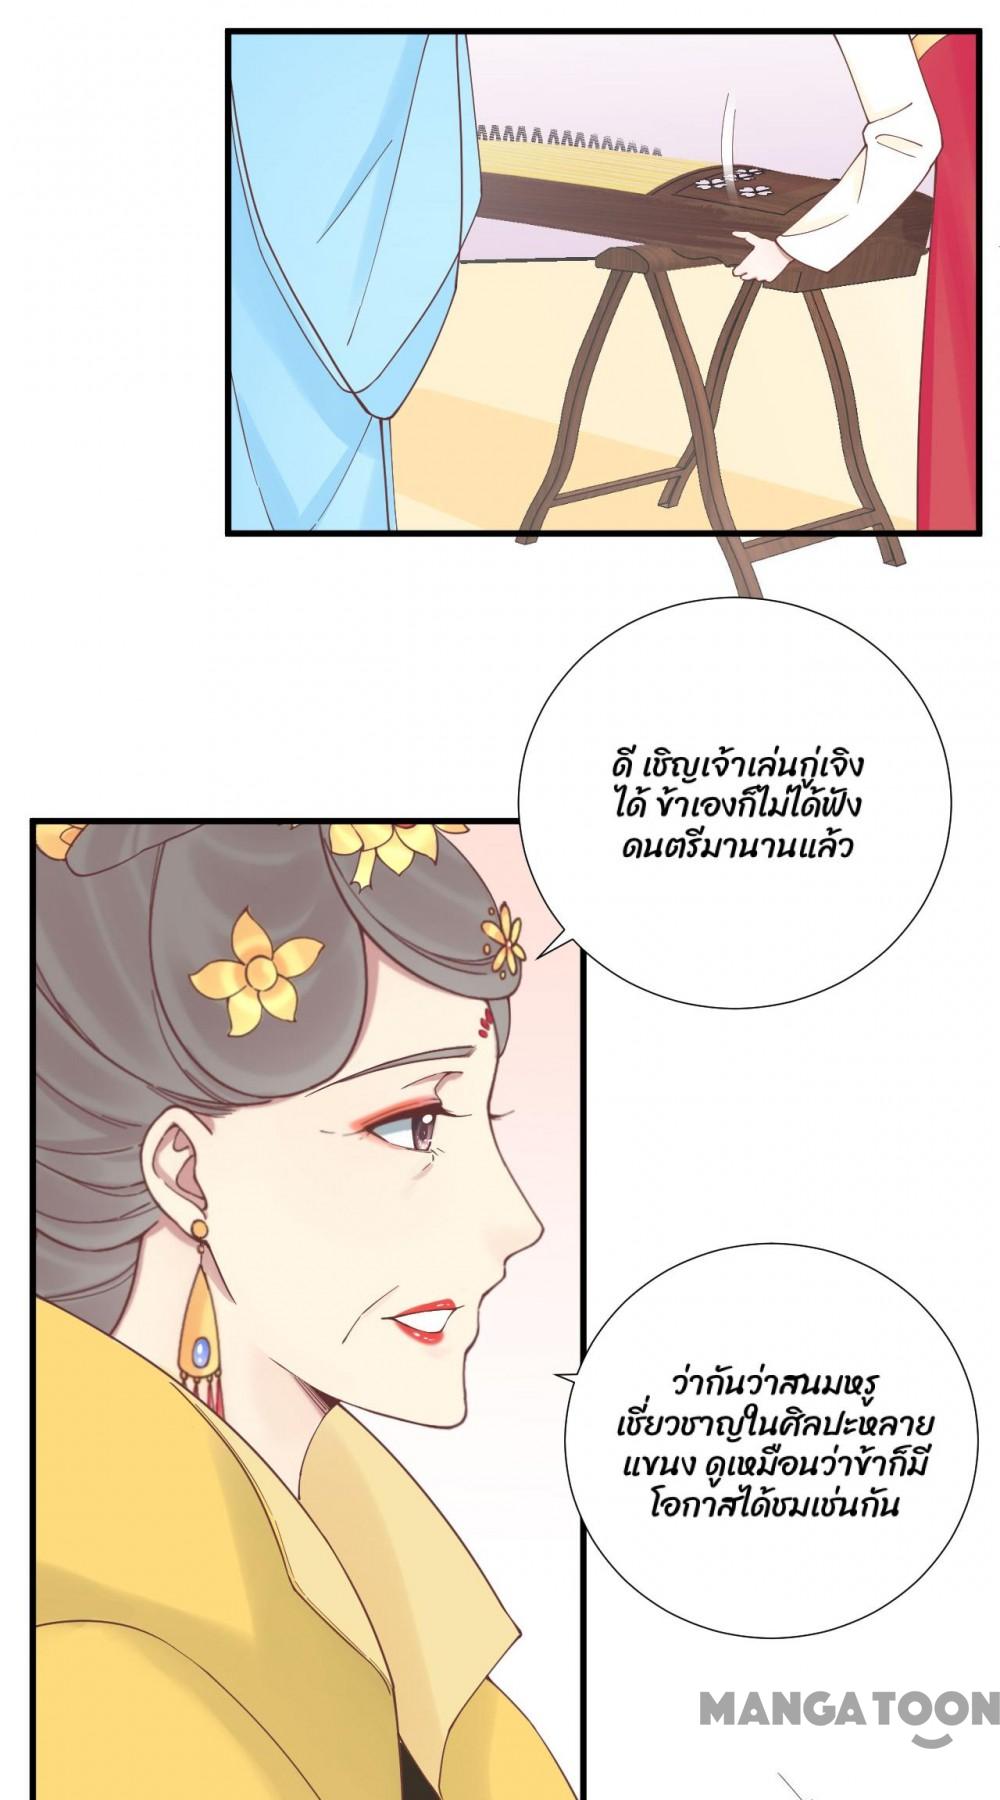 ดี เชิญเจ้าเล่นกู่เจิง
ได้ ข้าเองก็ไม่ได้ฟัง
ดนตรีมานานแล้ว
ว่ากันว่าสนมหรู
เชี่ยวชาญในศิลปะหลาย
แขนง ดูเหมือนว่าข้าก็มี
โอกาสได้ชมเช่นกัน
MANGATOON